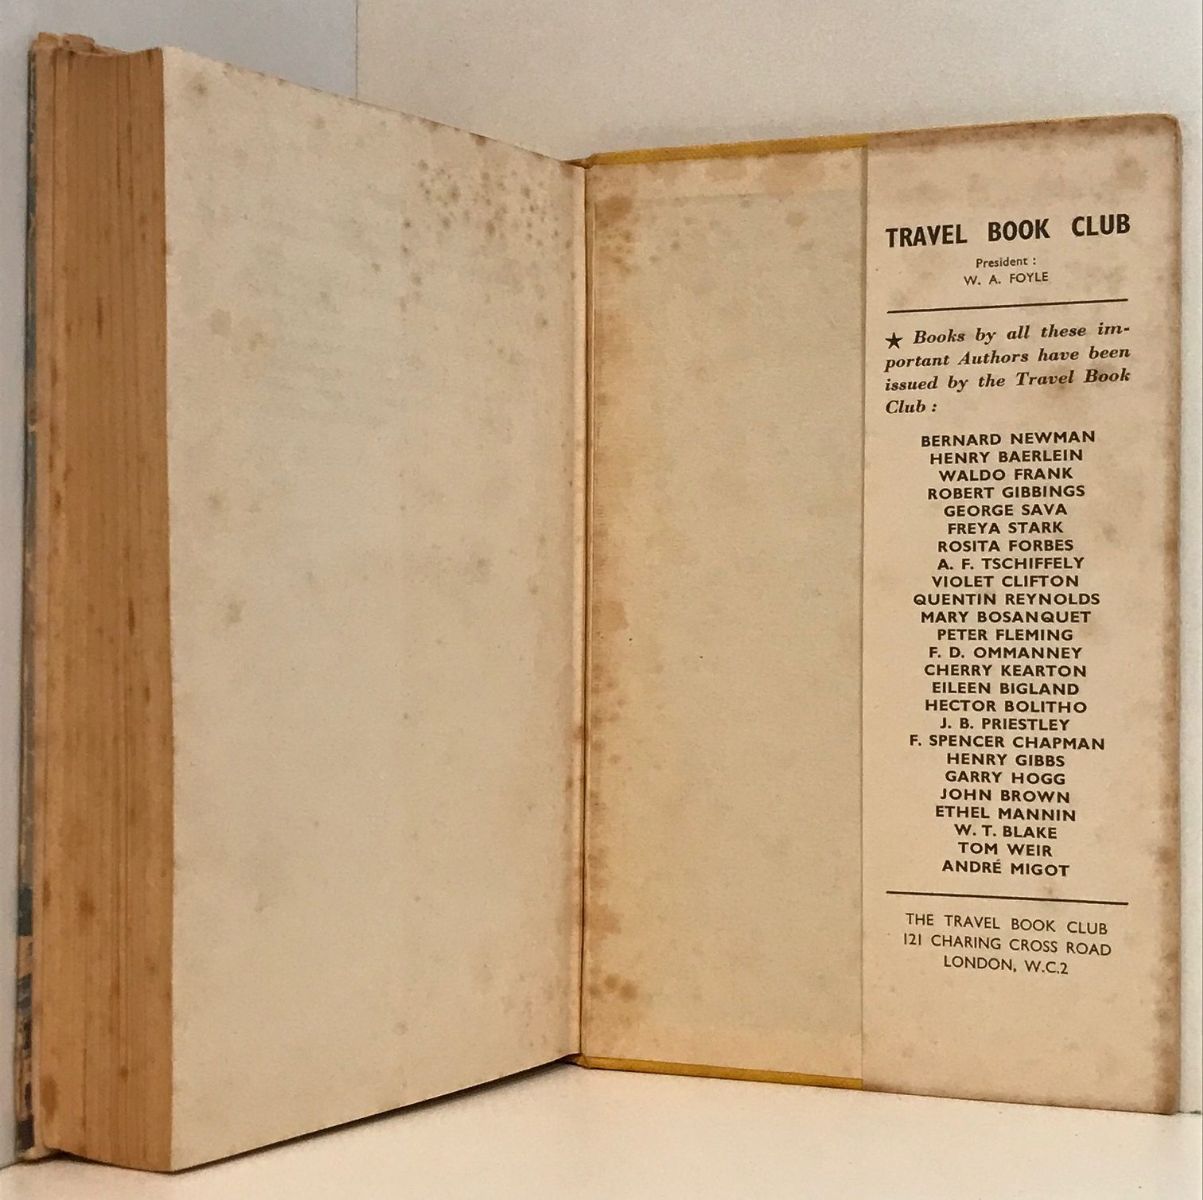 TRAVEL BOOK CLUB
President :
W. A. FOYLE
★ Books by all these im-
portant Authors have been
issued by the Travel Book
Club :
BERNARD NEWMAN
HENRY BAERLEIN
WALDO FRANK
ROBERT GIBBINGS
GEORGE SAVA
FREYA STARK
ROSITA FORBES
A. F. TSCHIFFELY
VIOLET CLIFTON
QUENTIN REYNOLDS
MARY BOSANQUET
PETER FLEMING
F. D. OMMANNEY
CHERRY KEARTON
EILEEN BIGLAND
HECTOR BOLITHO
J. B. PRIESTLEY
F. SPENCER CHAPMAN
HENRY GIBBS
GARRY HOGG
JOHN BROWN
ETHEL MANNIN
W. T. BLAKE
TOM WEIR
ANDRÉ MIGOT
THE TRAVEL BOOK CLUB
121 CHARING CROSS ROAD
LONDON, W.C.2